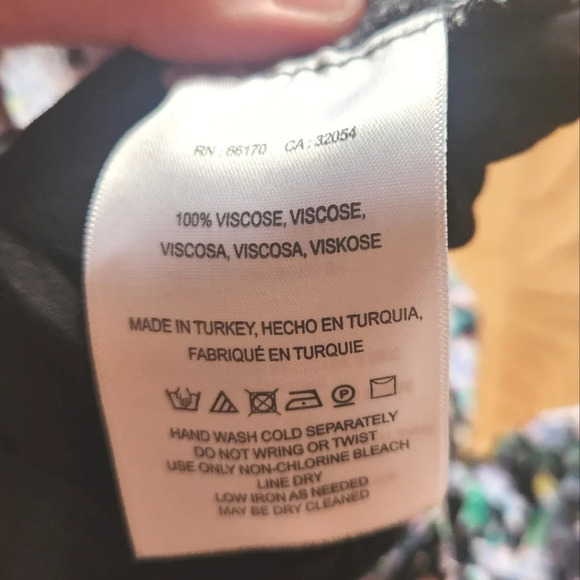 RN : 66170 CA : 32054
100% VISCOSE, VISCOSE,
VISCOSA, VISCOSA, VISKOSE
MADE IN TURKEY, HECHO EN TURQUIA,
FABRIQUÉ EN TURQUIE
HAND WASH COLD SEPARATELY
DO NOT WRING OR TWIST
USE ONLY NON-CHLORINE BLEACH
LINE DRY
LOW IRON AS NEEDED
MAY BE DRY CLEANED